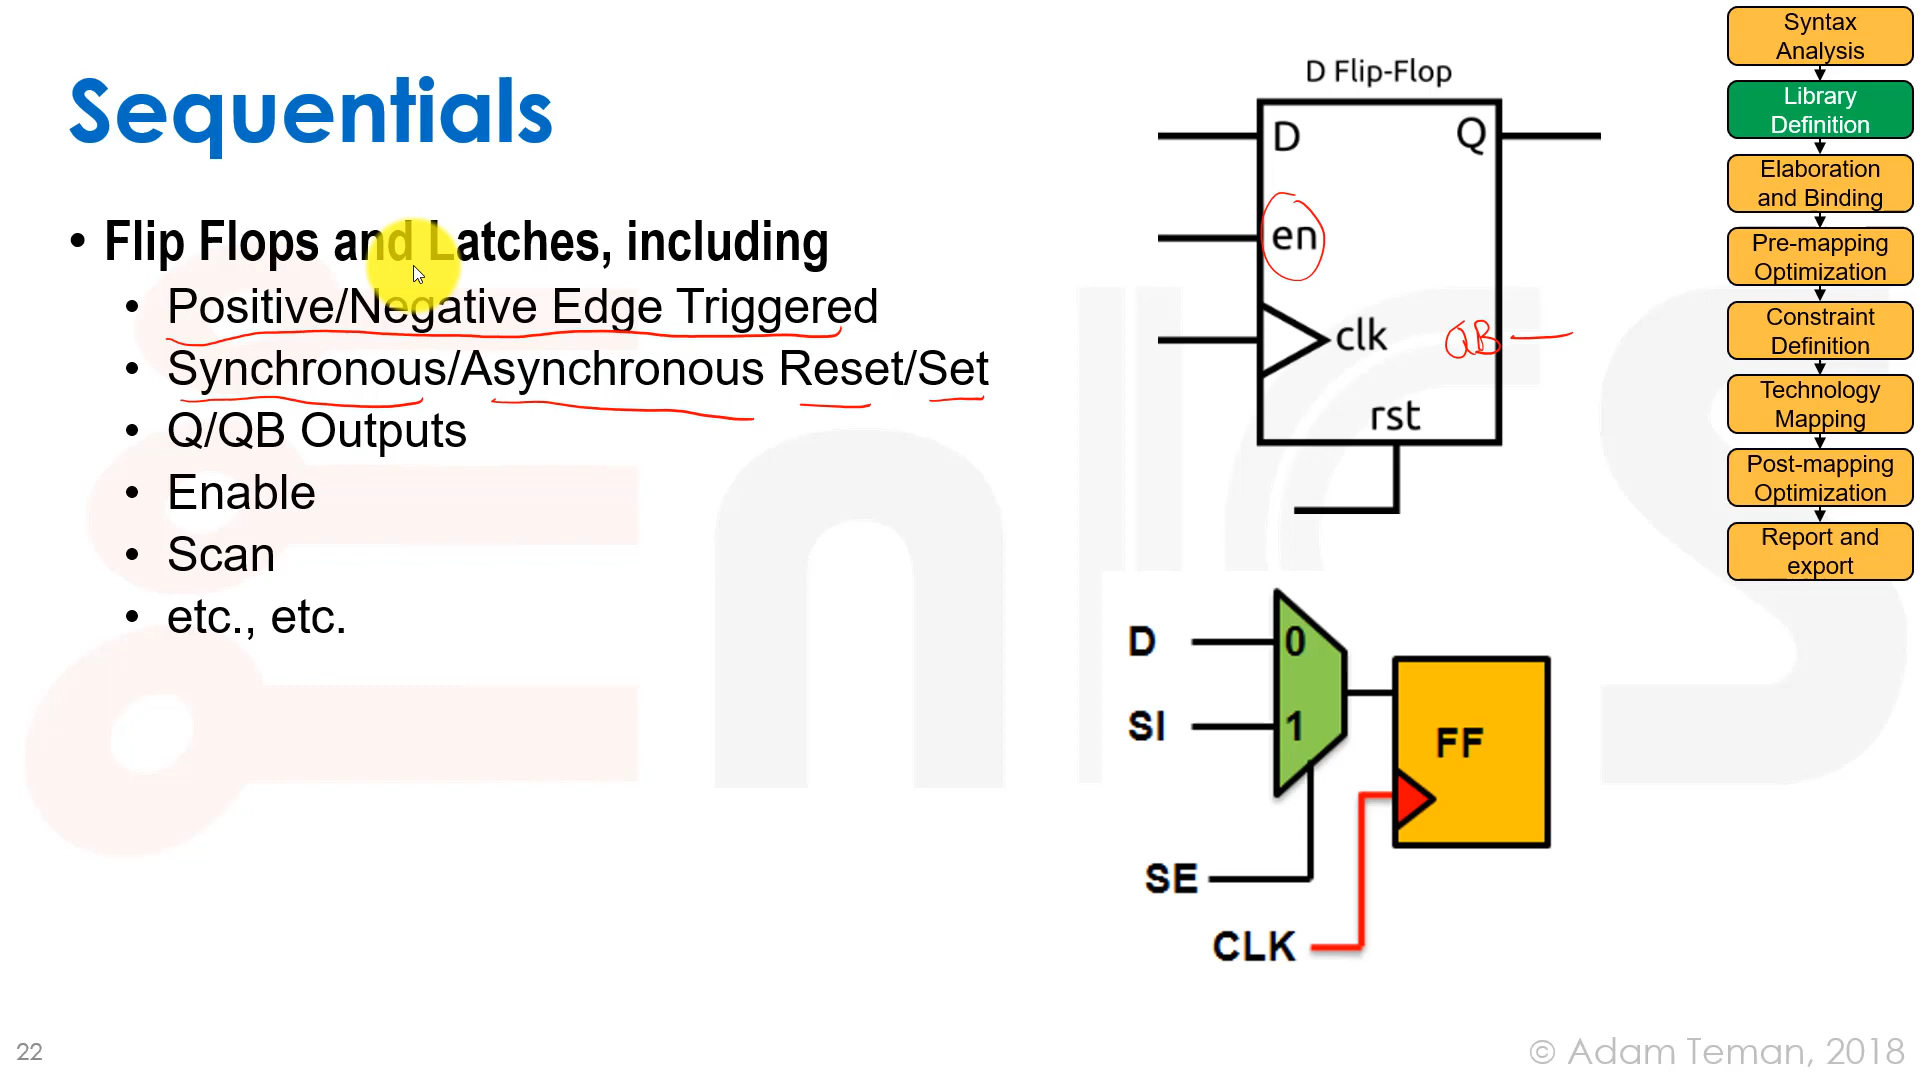 Sequentials
• Flip Flops and Latches, including
• Positive/Negative Edge Triggered
• Synchronous/Asynchronous Reset/Set
• Q/QB Outputs
• Enable
• Scan
• etc., etc.
D Flip-Flop
D
Q
en
clk
QB
rst
D
0
SI
1
FF
SE
CLK
Syntax
Analysis
Library
Definition
Elaboration
and Binding
Pre-mapping
Optimization
Constraint
Definition
Technology
Mapping
Post-mapping
Optimization
Report and
export
enics
22
© Adam Teman, 2018